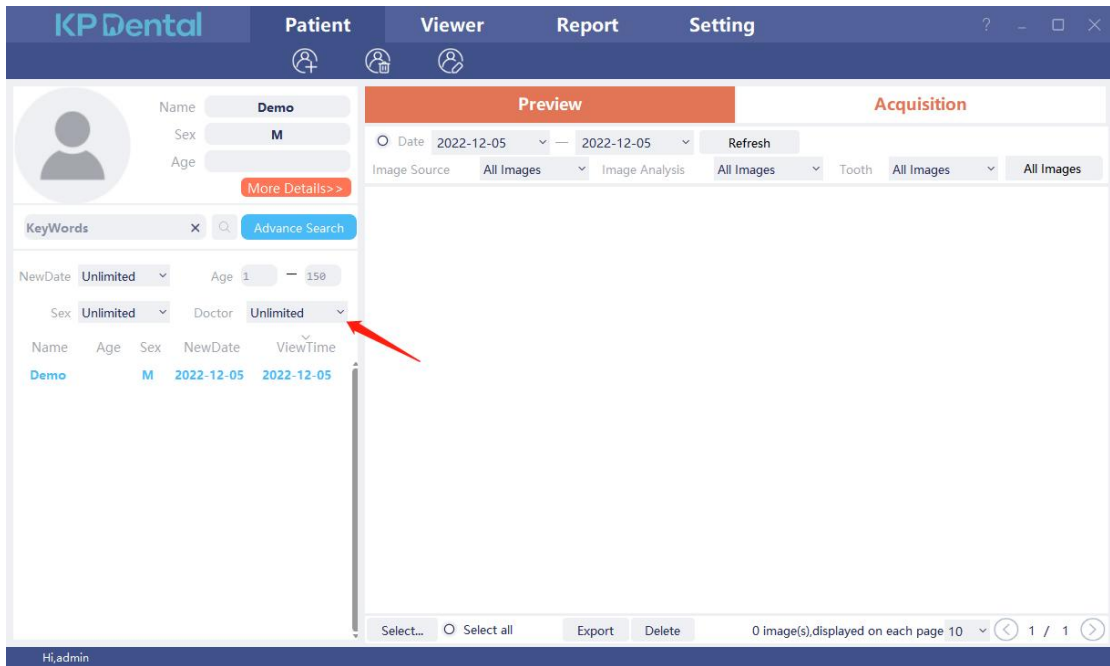 KP Dental Patient Viewer Report Setting ?
Name Demo
Sex M
Age
More Details>>
KeyWords × Advance Search
NewDate Unlimited Age 1 — 150
Sex Unlimited Doctor Unlimited
Name Age Sex NewDate ViewTime
Demo M 2022-12-05 2022-12-05
Preview Acquisition
Date 2022-12-05 — 2022-12-05 Refresh
Image Source All Images Image Analysis All Images Tooth All Images All Images
Select... Select all Export Delete 0 image(s),displayed on each page 10 1 / 1
Hi,admin